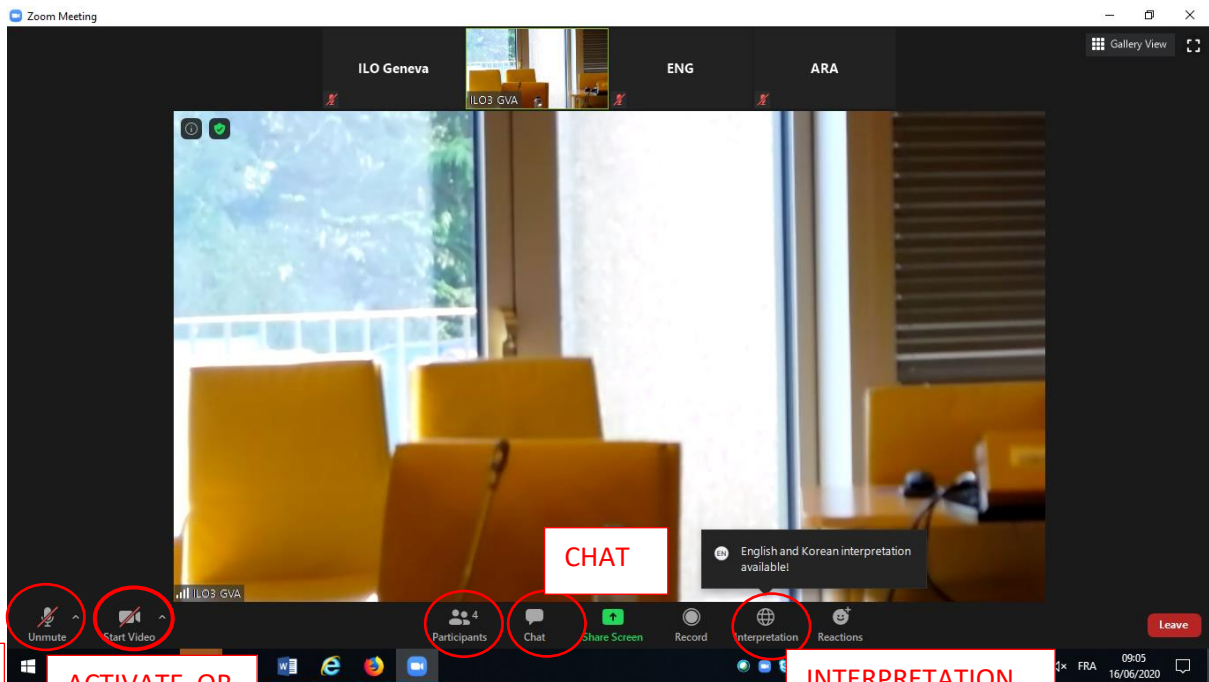 Zoom Meeting
Gallery View
ILO Geneva
ILO3 GVA
ENG
ARA
CHAT
EN English and Korean interpretation
available!
ILO3 GVA
Unmute
Start Video
4
Participants
Chat
Share Screen
Record
Interpretation
Reactions
Leave
ACTIVATE OR
INTERPRETATION
FRA
09:05
16/06/2020